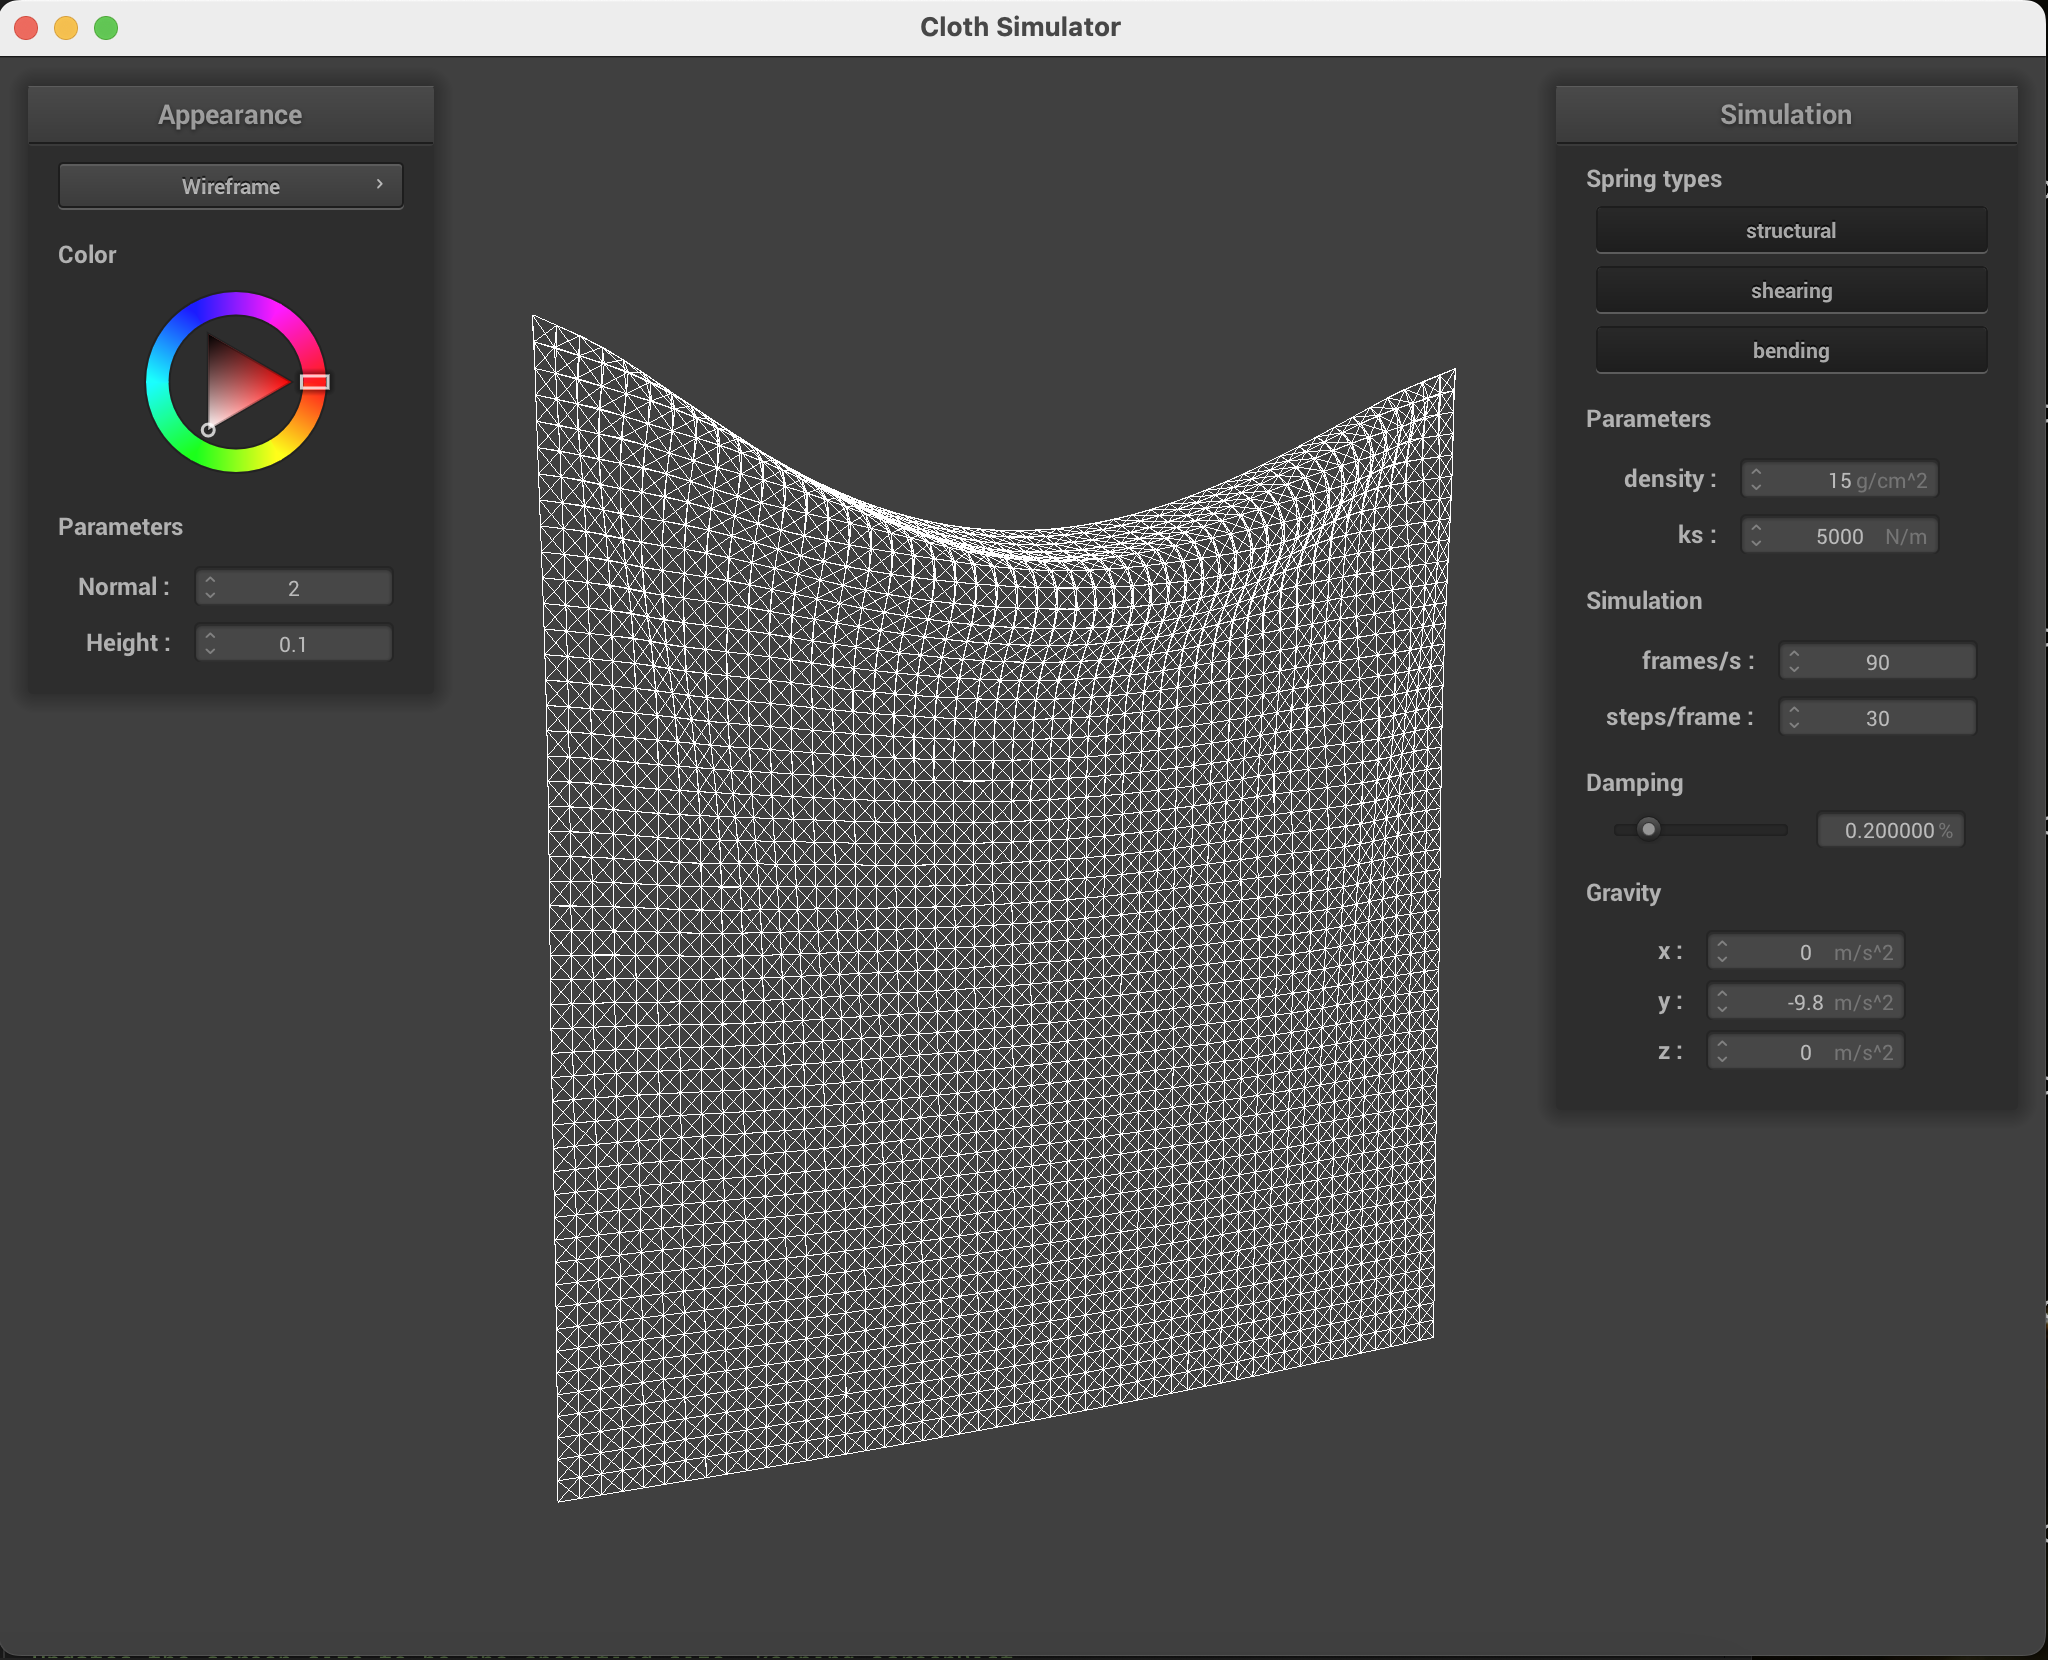 Cloth Simulator
Appearance
Wireframe
Color
Parameters
Normal : 2
Height : 0.1
Simulation
Spring types
structural
shearing
bending
Parameters
density : 15 g/cm^2
ks : 5000 N/m
Simulation
frames/s : 90
steps/frame : 30
Damping
0.200000 %
Gravity
x : 0 m/s^2
y : -9.8 m/s^2
z : 0 m/s^2